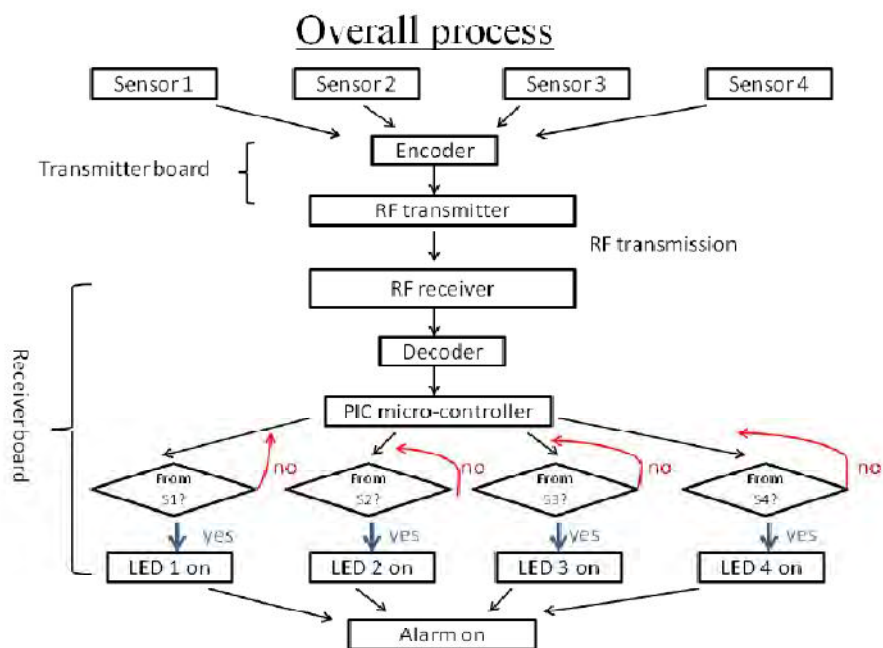 Overall process
Sensor 1
Sensor 2
Sensor 3
Sensor 4
Encoder
Transmitter board
RF transmitter
RF transmission
RF receiver
Decoder
Receiver board
PIC micro-controller
no
no
no
no
From
S1?
From
S2?
From
S3?
From
S4?
yes
yes
yes
yes
LED 1 on
LED 2 on
LED 3 on
LED 4 on
Alarm on